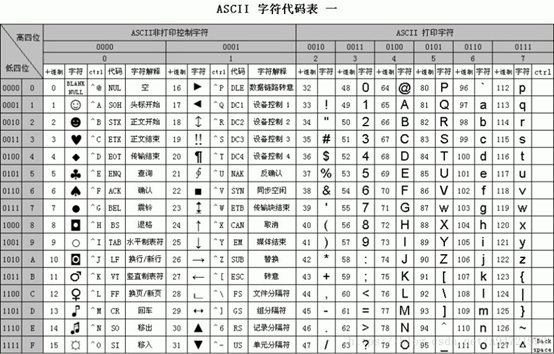 ASCII 字符代码表 一
高四位 ASCII非打印控制字符 ASCII 打印字符
0000 0001 0010 0011 0100 0101 0110 0111
0 1 2 3 4 5 6 7
低四位 十进制 字符 ctrl 代码 字符解释 十进制 字符 ctrl 代码 字符解释 十进制 字符 十进制 字符 十进制 字符 十进制 字符 十进制 字符 十进制 字符 ctrl
0000 0 0 BLANK NULL ^@ NUL 空 16 ► ^P DLE 数据链路转意 32 48 0 64 @ 80 P 96 ` 112 p
0001 1 1 ☺ ^A SOH 头标开始 17 ◄ ^Q DC1 设备控制 1 33 ! 49 1 65 A 81 Q 97 a 113 q
0010 2 2 ☻ ^B STX 正文开始 18 ↕ ^R DC2 设备控制 2 34 " 50 2 66 B 82 R 98 b 114 r
0011 3 3 ♥ ^C ETX 正文结束 19 ‼ ^S DC3 设备控制 3 35 # 51 3 67 C 83 S 99 c 115 s
0100 4 4 ♦ ^D EOT 传输结束 20 ¶ ^T DC4 设备控制 4 36 $ 52 4 68 D 84 T 100 d 116 t
0101 5 5 ♣ ^E ENQ 查询 21 ∮ ^U NAK 反确认 37 % 53 5 69 E 85 U 101 e 117 u
0110 6 6 ♠ ^F ACK 确认 22 ■ ^V SYN 同步空闲 38 & 54 6 70 F 86 V 102 f 118 v
0111 7 7 ● ^G BEL 震铃 23 ↨ ^W ETB 传输块结束 39 ' 55 7 71 G 87 W 103 g 119 w
1000 8 8 ◘ ^H BS 退格 24 ↑ ^X CAN 取消 40 ( 56 8 72 H 88 X 104 h 120 x
1001 9 9 ○ ^I TAB 水平制表符 25 ↓ ^Y EM 媒体结束 41 ) 57 9 73 I 89 Y 105 i 121 y
1010 A 10 ◙ ^J LF 换行/新行 26 → ^Z SUB 替换 42 * 58 : 74 J 90 Z 106 j 122 z
1011 B 11 ♂ ^K VT 竖直制表符 27 ← ^[ ESC 转意 43 + 59 ; 75 K 91 [ 107 k 123 {
1100 C 12 ♀ ^L FF 换页/新页 28 ∟ ^\ FS 文件分隔符 44 , 60 < 76 L 92 \ 108 l 124 |
1101 D 13 ♪ ^M CR 回车 29 ↔ ^] GS 组分隔符 45 - 61 = 77 M 93 ] 109 m 125 }
1110 E 14 ♫ ^N SO 移出 30 ▲ ^6 RS 记录分隔符 46 . 62 > 78 N 94 ^ 110 n 126 ~
1111 F 15 ☼ ^O SI 移入 31 ▼ ^- US 单元分隔符 47 / 63 ? 79 O 95 _ 111 o 127 Δ ^Back space